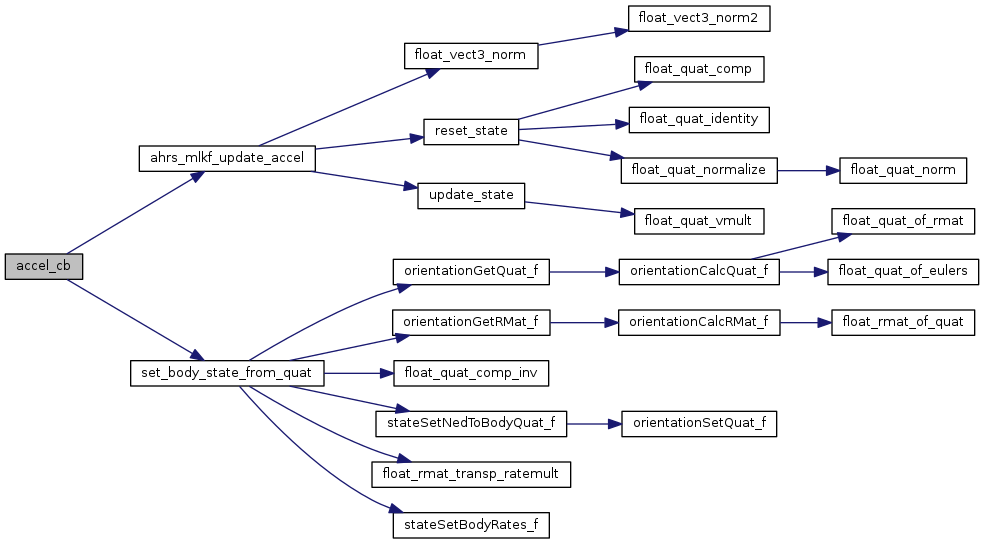 float_vect3_norm2
float_vect3_norm
float_quat_comp
float_quat_identity
reset_state
ahrs_mlkf_update_accel
float_quat_normalize
float_quat_norm
update_state
float_quat_vmult
float_quat_of_rmat
accel_cb
orientationGetQuat_f
orientationCalcQuat_f
float_quat_of_eulers
orientationGetRMat_f
orientationCalcRMat_f
float_rmat_of_quat
set_body_state_from_quat
float_quat_comp_inv
stateSetNedToBodyQuat_f
orientationSetQuat_f
float_rmat_transp_ratemult
stateSetBodyRates_f